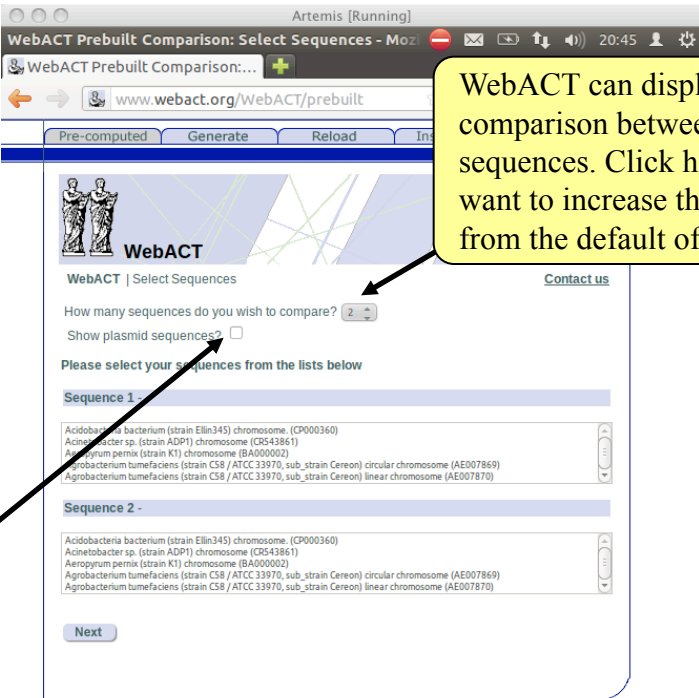 Artemis [Running]
WebACT Prebuilt Comparison: Select Sequences - Moz
20:45
WebACT Prebuilt Comparison:...
www.webact.org/WebACT/prebuilt
WebACT can displ
comparison betwee
sequences. Click h
want to increase th
from the default of
Pre-computed Generate Reload Ins
WebACT
WebACT | Select Sequences Contact us
How many sequences do you wish to compare? 2
Show plasmid sequences?
Please select your sequences from the lists below
Sequence 1 -
Acidobacteria bacterium (strain Ellin345) chromosome. (CP000360)
Acinetobacter sp. (strain ADP1) chromosome (CR543861)
Aeropyrum pernix (strain K1) chromosome (BA000002)
Agrobacterium tumefaciens (strain C58 / ATCC 33970, sub_strain Cereon) circular chromosome (AE007869)
Agrobacterium tumefaciens (strain C58 / ATCC 33970, sub_strain Cereon) linear chromosome (AE007870)
Sequence 2 -
Acidobacteria bacterium (strain Ellin345) chromosome. (CP000360)
Acinetobacter sp. (strain ADP1) chromosome (CR543861)
Aeropyrum pernix (strain K1) chromosome (BA000002)
Agrobacterium tumefaciens (strain C58 / ATCC 33970, sub_strain Cereon) circular chromosome (AE007869)
Agrobacterium tumefaciens (strain C58 / ATCC 33970, sub_strain Cereon) linear chromosome (AE007870)
Next